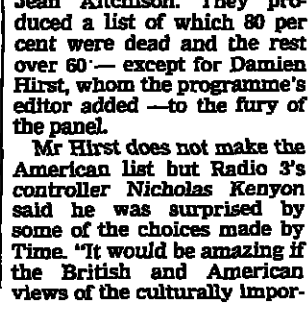 Jean Aitchison. They pro-
duced a list of which 80 per
cent were dead and the rest
over 60 — except for Damien
Hirst, whom the programme's
editor added — to the fury of
the panel.
Mr Hirst does not make the
American list but Radio 3's
controller Nicholas Kenyon
said he was surprised by
some of the choices made by
Time. "It would be amazing if
the British and American
views of the culturally impor-